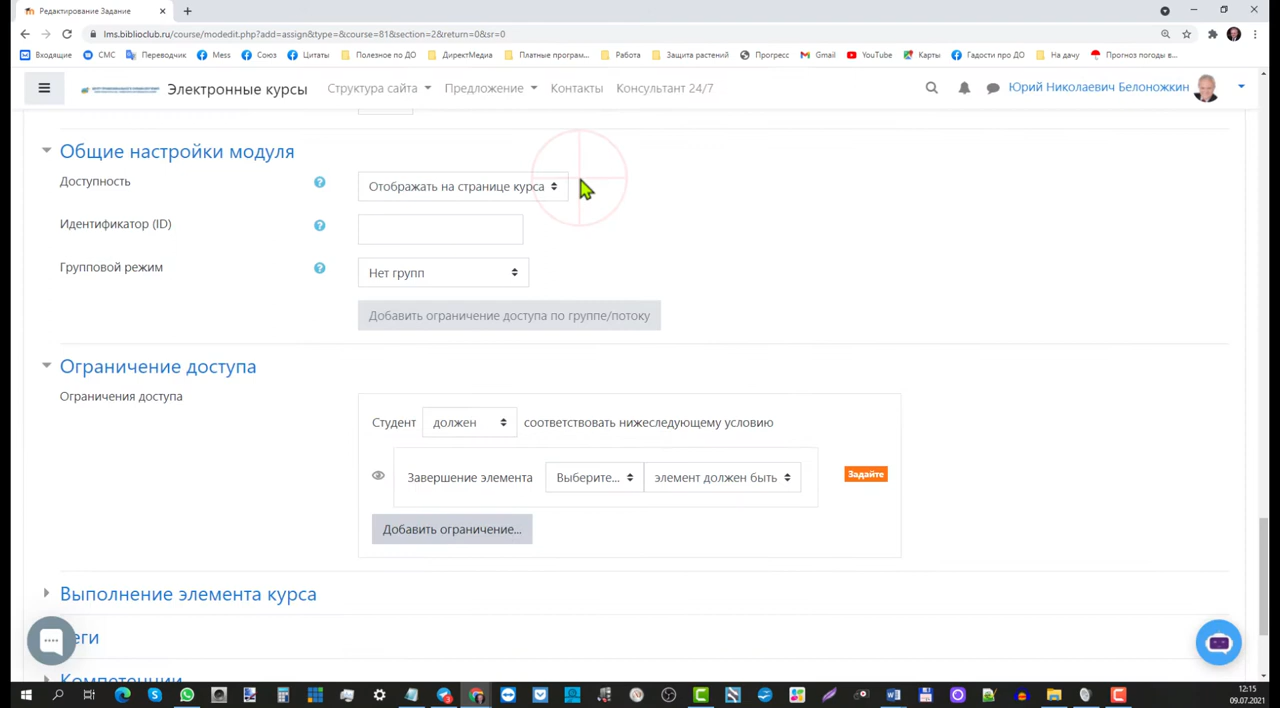 Редактирование Задание
lms.biblioclub.ru/course/modedit.php?add=assign&type=&course=81&section=2&return=0&sr=0
Входящие СМС Переводчик Mess Союз Цитаты Полезное по ДО ДиректМедиа Платные програм... Работа Защита растений Прогресс Gmail YouTube Карты Гадости про ДО На дачу Прогноз погоды в...
Электронные курсы Структура сайта Предложение Контакты Консультант 24/7 Юрий Николаевич Белоножкин
Общие настройки модуля
Доступность Отображать на странице курса
Идентификатор (ID)
Групповой режим Нет групп
Добавить ограничение доступа по группе/потоку
Ограничение доступа
Ограничения доступа
Студент должен соответствовать нижеследующему условию
Завершение элемента Выберите... элемент должен быть Задайте
Добавить ограничение...
Выполнение элемента курса
еги
Компетенции
12:15
09.07.2021